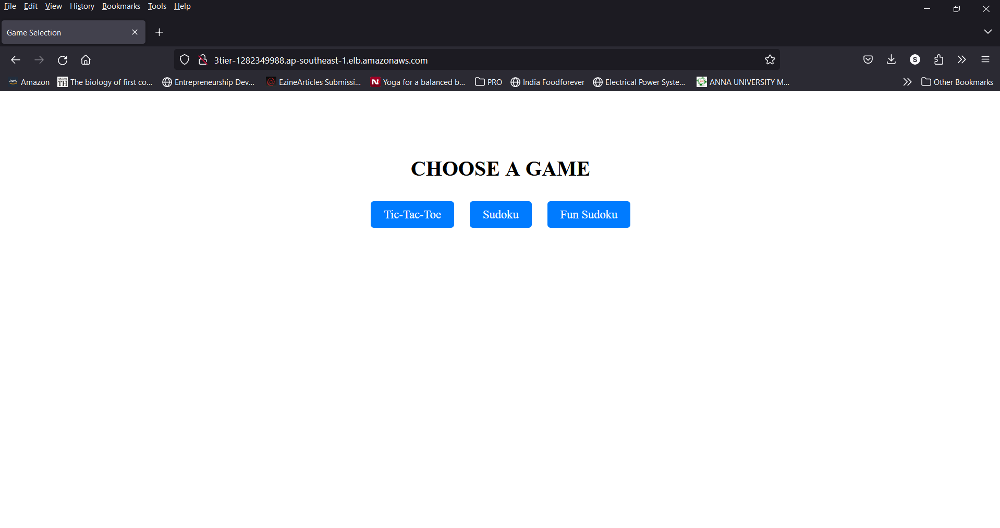 File Edit View History Bookmarks Tools Help
Game Selection
3tier-1282349988.ap-southeast-1.elb.amazonaws.com
S
aws Amazon TH The biology of first co... Entrepreneurship Dev... @ EzineArticles Submissi... N Yoga for a balanced b... PRO India Foodforever Electrical Power Syste... ANNA UNIVERSITY M... Other Bookmarks
CHOOSE A GAME
Tic-Tac-Toe Sudoku Fun Sudoku